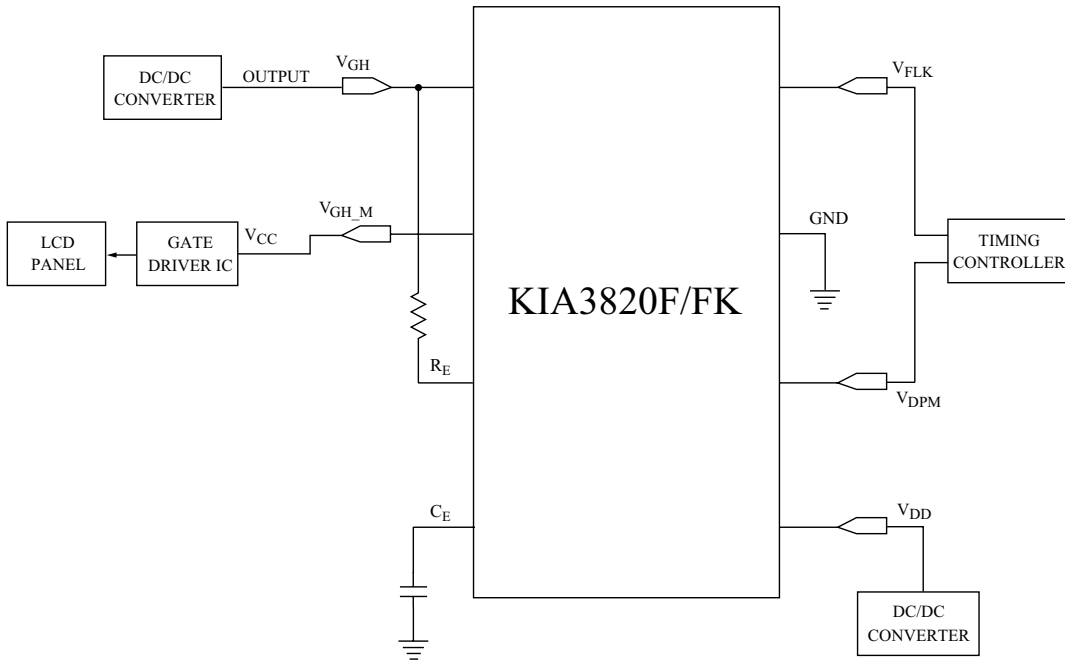 DC/DC
CONVERTER
OUTPUT
VGH
VFLK
LCD
PANEL
GATE
DRIVER IC
VCC
VGH_M
GND
TIMING
CONTROLLER
KIA3820F/FK
RE
VDPM
CE
VDD
DC/DC
CONVERTER